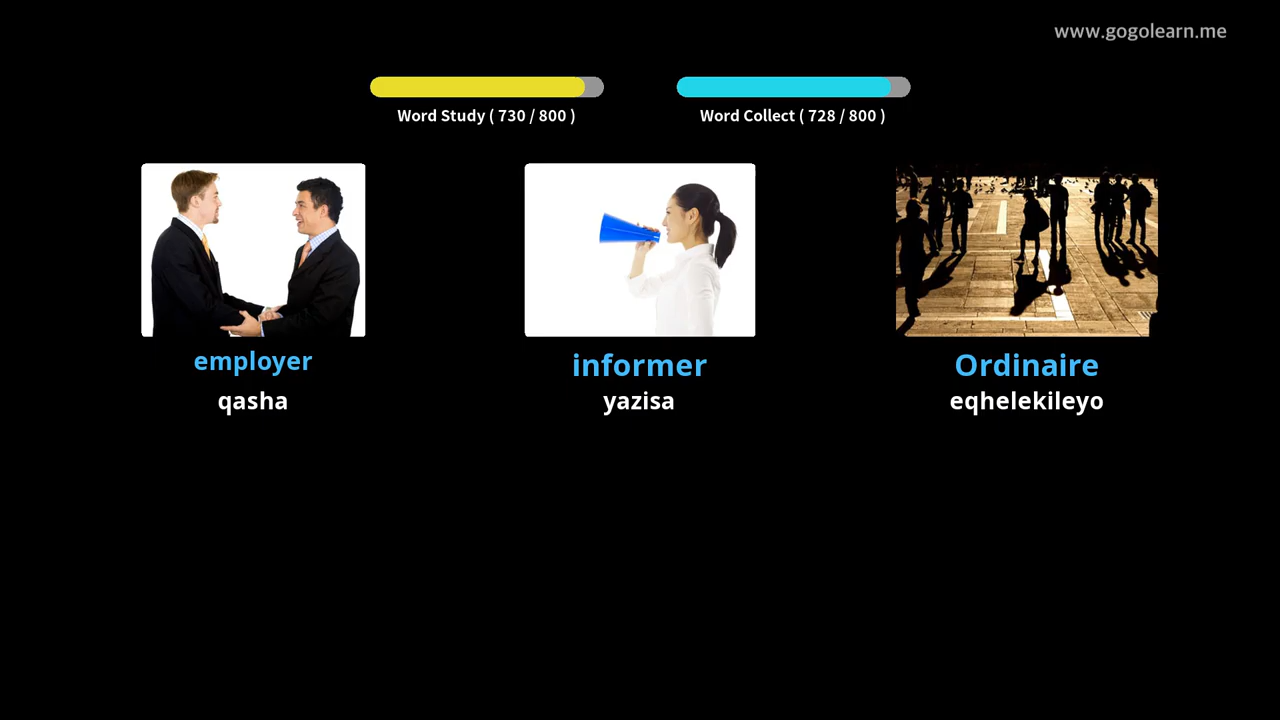 www.gogolearn.me
Word Study ( 730 / 800 )
Word Collect ( 728 / 800 )
employer
qasha
informer
yazisa
Ordinaire
eqhelekileyo